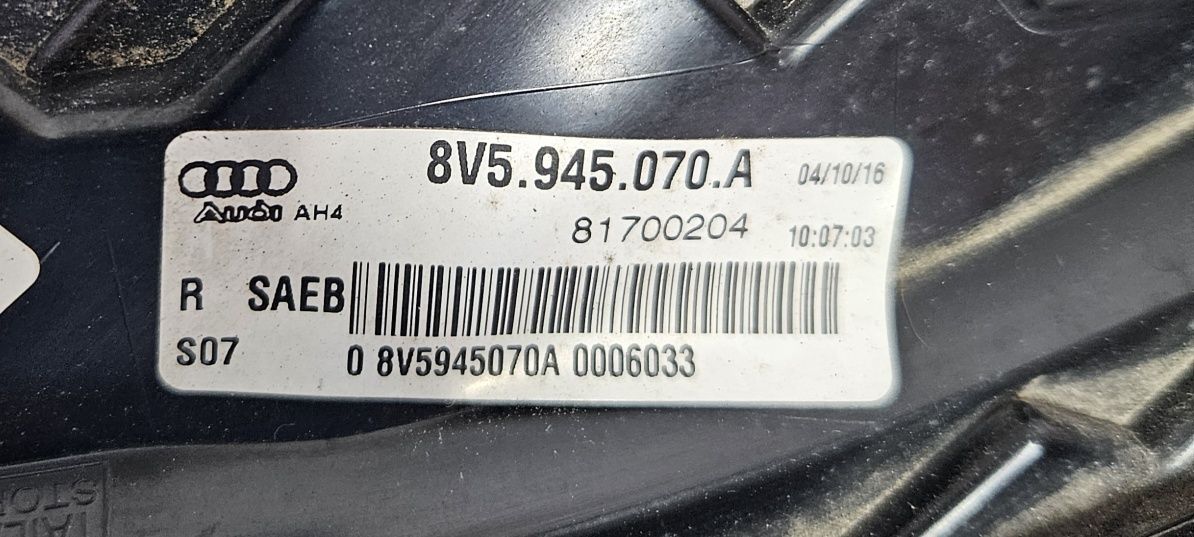 8V5.945.070.A 04/10/16
Audi AH4
81700204 10:07:03
R SAEB
S07 0 8V5945070A 0006033